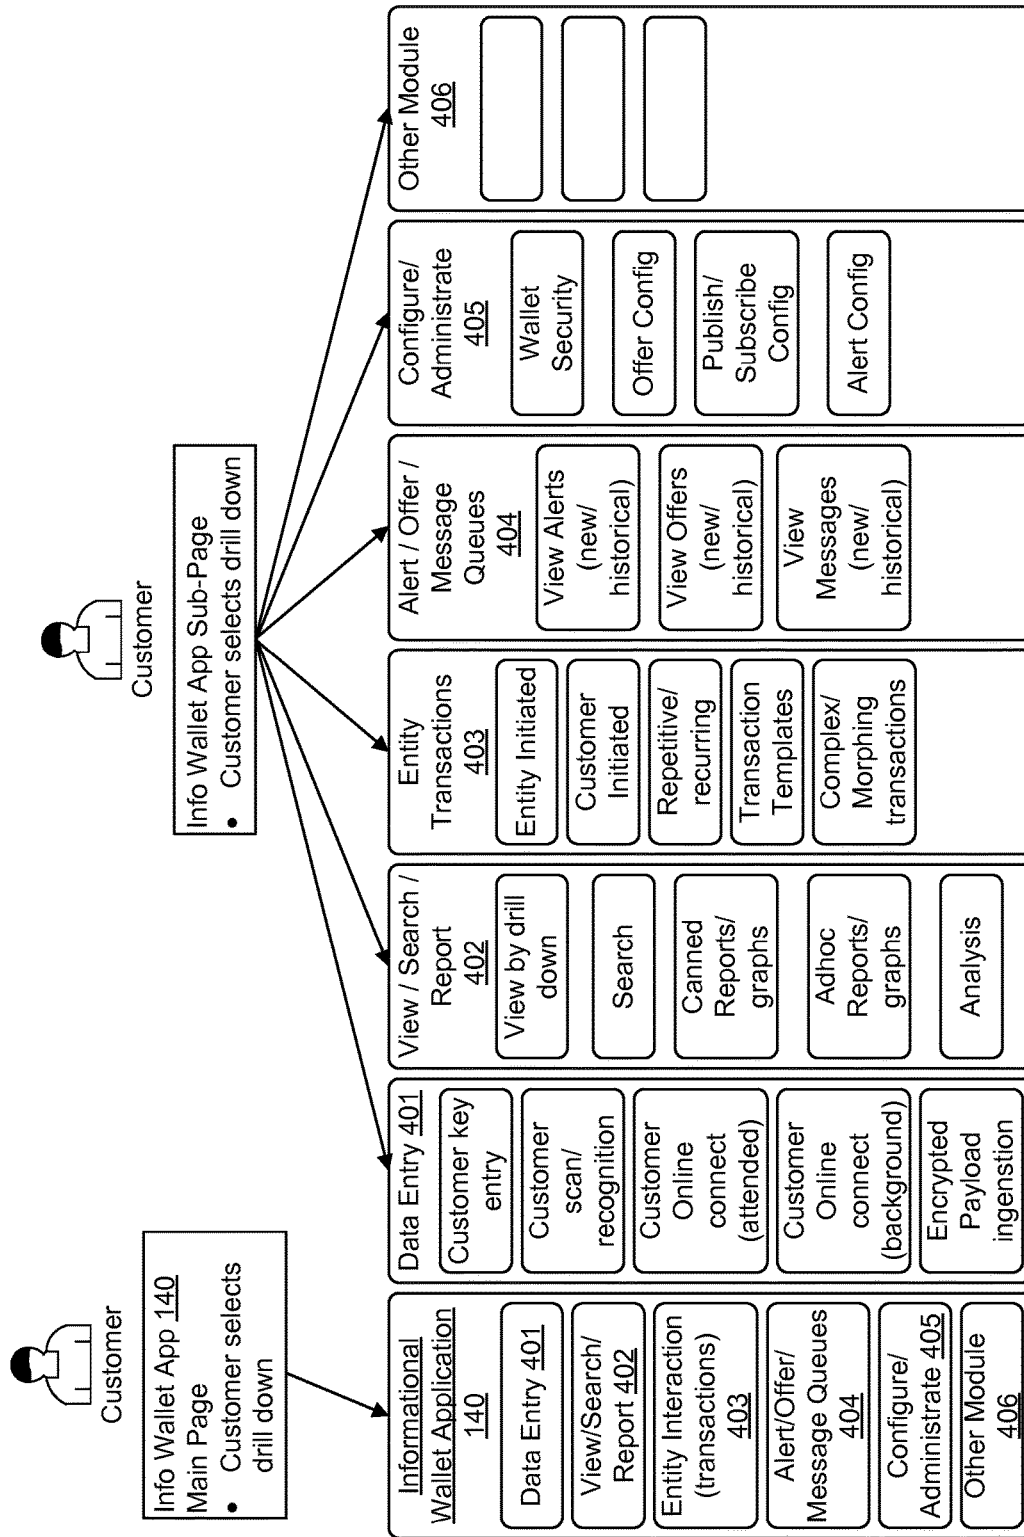 Customer
Info Wallet App 140
Main Page
• Customer selects
drill down
Customer
Info Wallet App Sub-Page
• Customer selects drill down
Informational
Wallet Application
140
Data Entry 401
View/Search/
Report 402
Entity Interaction
(transactions)
403
Alert/Offer/
Message Queues
404
Configure/
Administrate 405
Other Module
406
Data Entry 401
Customer key
entry
Customer
scan/
recognition
Customer
Online
connect
(attended)
Customer
Online
connect
(background)
Encrypted
Payload
ingenstion
View / Search /
Report
402
View by drill
down
Search
Canned
Reports/
graphs
Adhoc
Reports/
graphs
Analysis
Entity
Transactions
403
Entity Initiated
Customer
Initiated
Repetitive/
recurring
Transaction
Templates
Complex/
Morphing
transactions
Alert / Offer /
Message
Queues
404
View Alerts
(new/
historical)
View Offers
(new/
historical)
View
Messages
(new/
historical)
Configure/
Administrate
405
Wallet
Security
Offer Config
Publish/
Subscribe
Config
Alert Config
Other Module
406